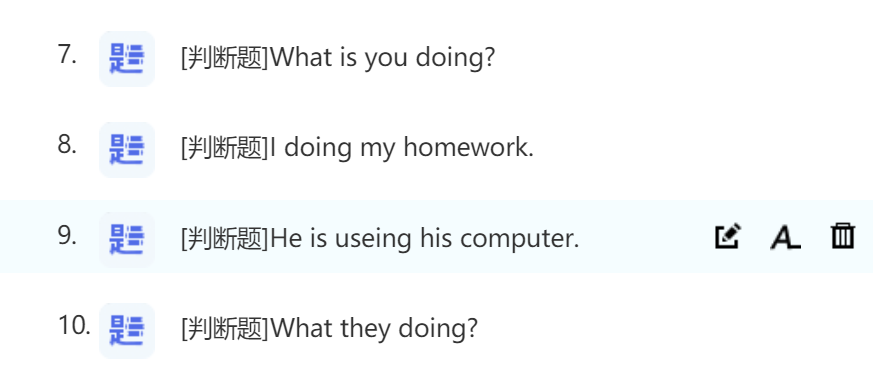 7. [判断题]What is you doing?
8. [判断题]I doing my homework.
9. [判断题]He is useing his computer.
10. [判断题]What they doing?